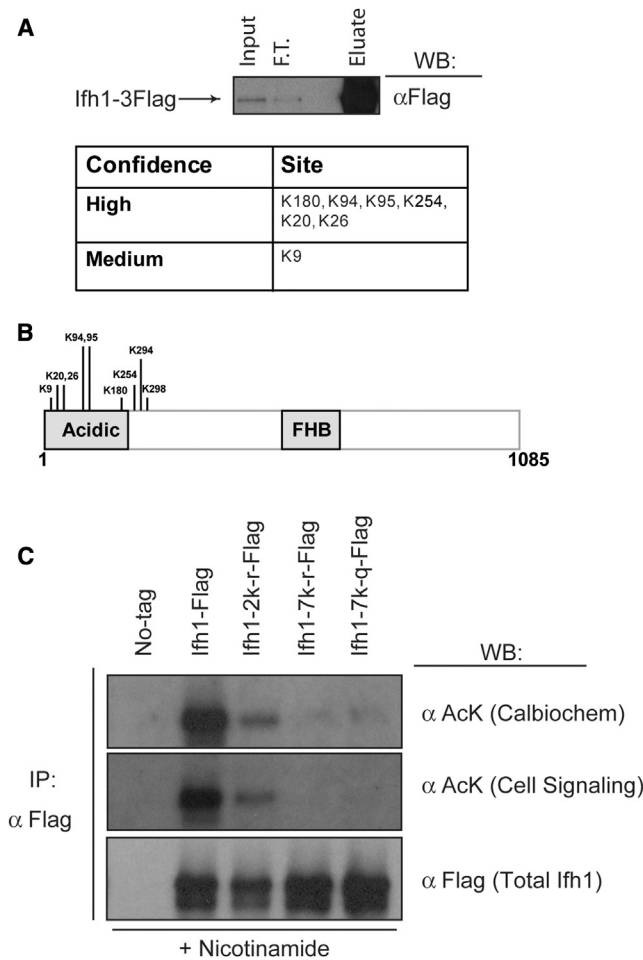 A
Input
F.T.
Eluate
WB:
Ifh1-3Flag
αFlag
Confidence Site
High K180, K94, K95, K254,
K20, K26
Medium K9
B
K94,95
K294
K20,26
K254
K9
K180
K298
Acidic
FHB
1
1085
C
No-tag
Ifh1-Flag
Ifh1-2k-r-Flag
Ifh1-7k-r-Flag
Ifh1-7k-q-Flag
WB:
IP:
α Flag
α AcK (Calbiochem)
α AcK (Cell Signaling)
α Flag (Total Ifh1)
+ Nicotinamide